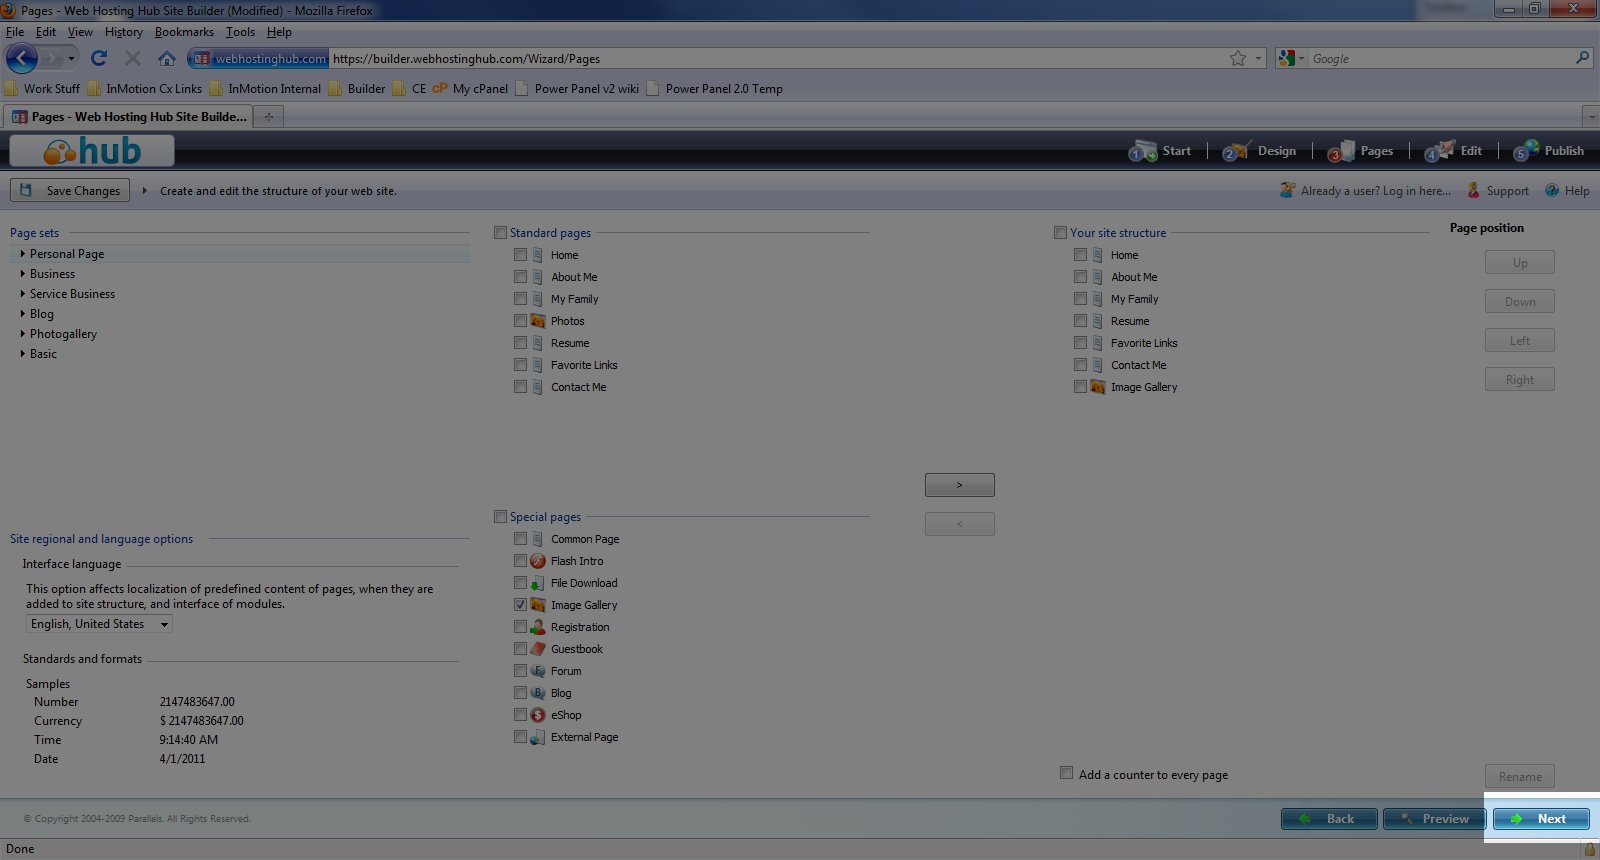 Pages - Web Hosting Hub Site Builder (Modified) - Mozilla Firefox
File Edit View History Bookmarks Tools Help
webhostinghub.com https://builder.webhostinghub.com/Wizard/Pages
Google
Work Stuff InMotion Cx Links InMotion Internal Builder CE cP My cPanel Power Panel v2 wiki Power Panel 2.0 Temp
Pages - Web Hosting Hub Site Builde...
hub
1 Start 2 Design 3 Pages 4 Edit 5 Publish
Save Changes Create and edit the structure of your web site.
Already a user? Log in here... Support Help
Page sets
Personal Page
Business
Service Business
Blog
Photogallery
Basic
Site regional and language options
Interface language
This option affects localization of predefined content of pages, when they are
added to site structure, and interface of modules.
English, United States
Standards and formats
Samples
Number 2147483647.00
Currency $ 2147483647.00
Time 9:14:40 AM
Date 4/1/2011
Standard pages
Home
About Me
My Family
Photos
Resume
Favorite Links
Contact Me
Special pages
Common Page
Flash Intro
File Download
Image Gallery
Registration
Guestbook
Forum
Blog
eShop
External Page
>
<
Your site structure
Home
About Me
My Family
Resume
Favorite Links
Contact Me
Image Gallery
Add a counter to every page
Page position
Up
Down
Left
Right
Rename
© Copyright 2004-2009 Parallels. All Rights Reserved.
Back Preview Next
Done